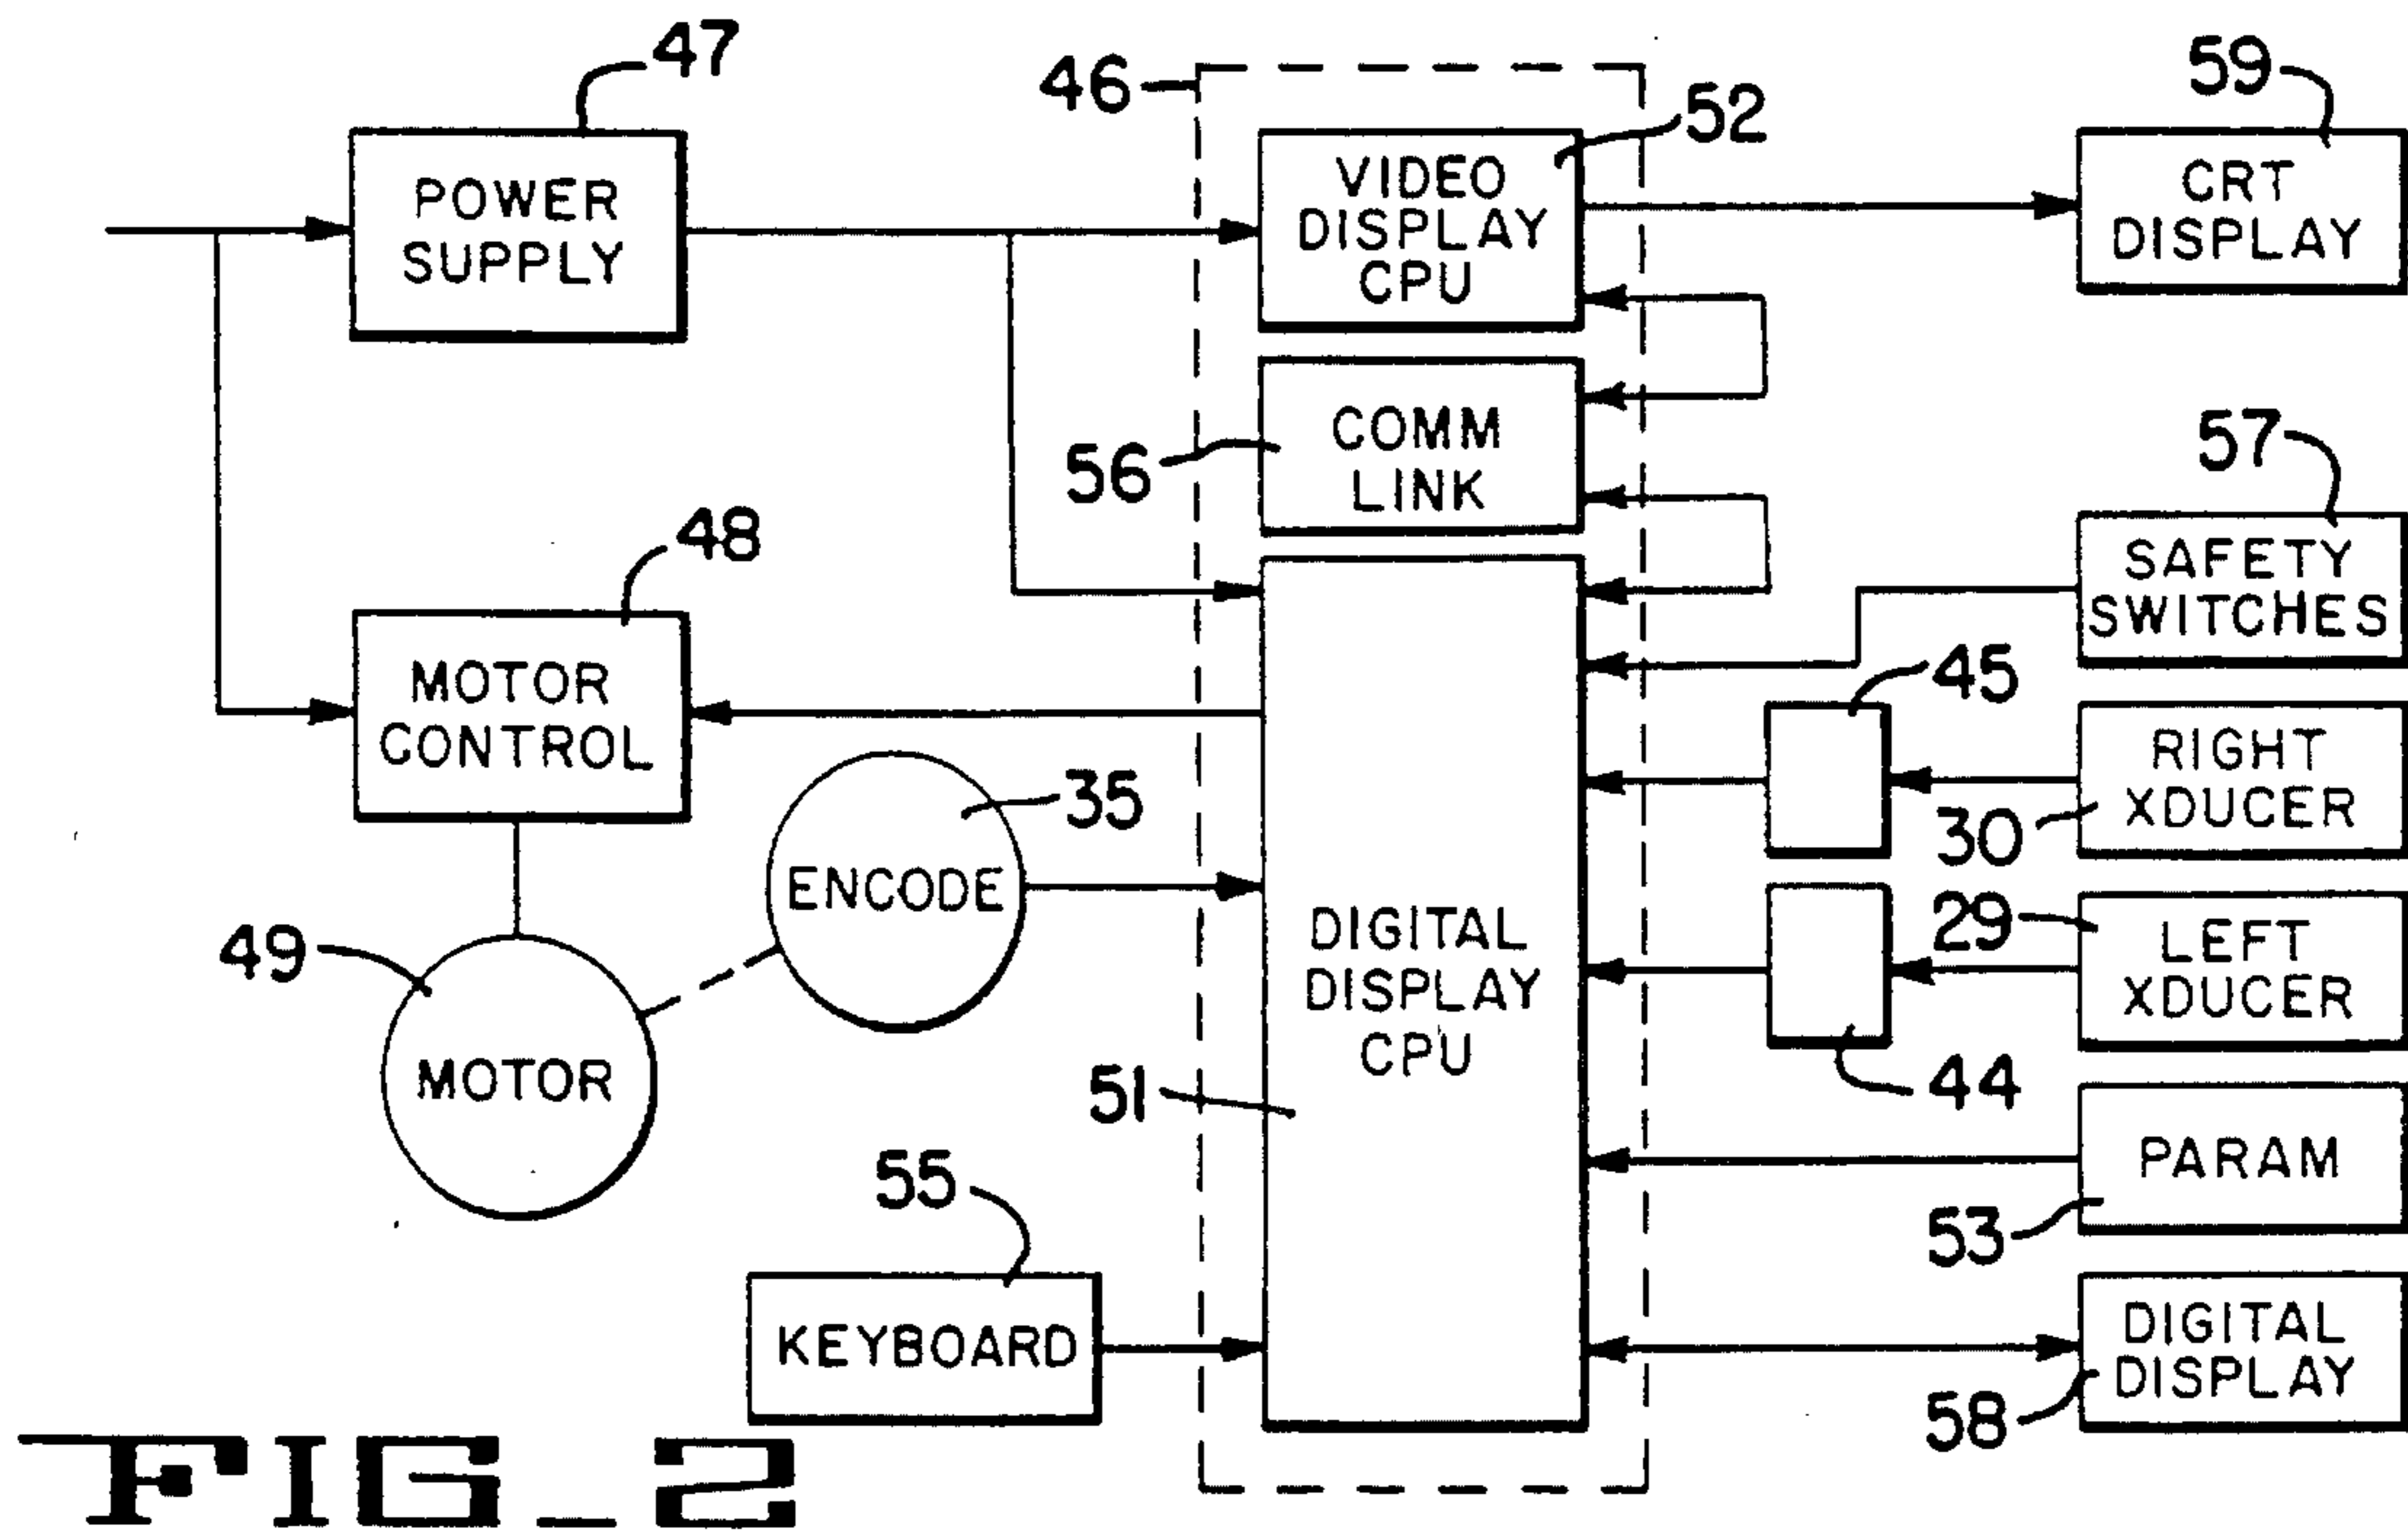 47
46
52
59
POWER
SUPPLY
VIDEO
DISPLAY
CPU
CRT
DISPLAY
56
COMM
LINK
57
SAFETY
SWITCHES
48
MOTOR
CONTROL
45
RIGHT
XDUCER
30
35
ENCODE
49
MOTOR
DIGITAL
DISPLAY
CPU
51
29
LEFT
XDUCER
44
PARAM
53
55
KEYBOARD
DIGITAL
DISPLAY
58
FIG_2